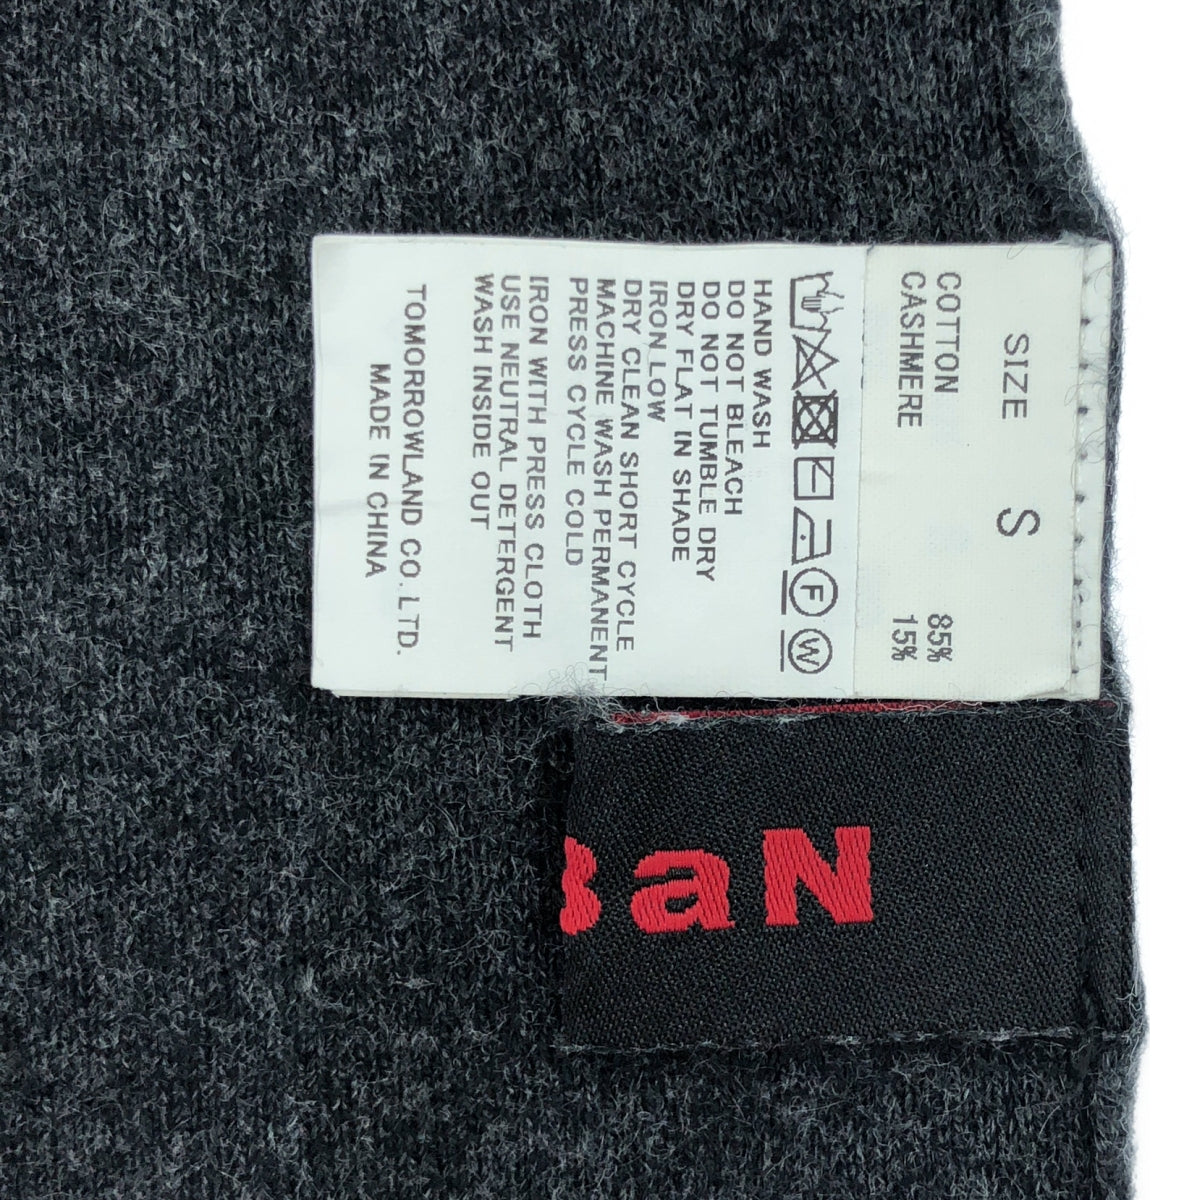 SIZE S
COTTON 85%
CASHMERE 15%
F
W
HAND WASH
DO NOT BLEACH
DO NOT TUMBLE DRY
DRY FLAT IN SHADE
IRON LOW
DRY CLEAN SHORT CYCLE
MACHINE WASH PERMANENT
PRESS CYCLE COLD
IRON WITH PRESS CLOTH
USE NEUTRAL DETERGENT
WASH INSIDE OUT
TOMORROWLAND CO. LTD.
MADE IN CHINA
BaN